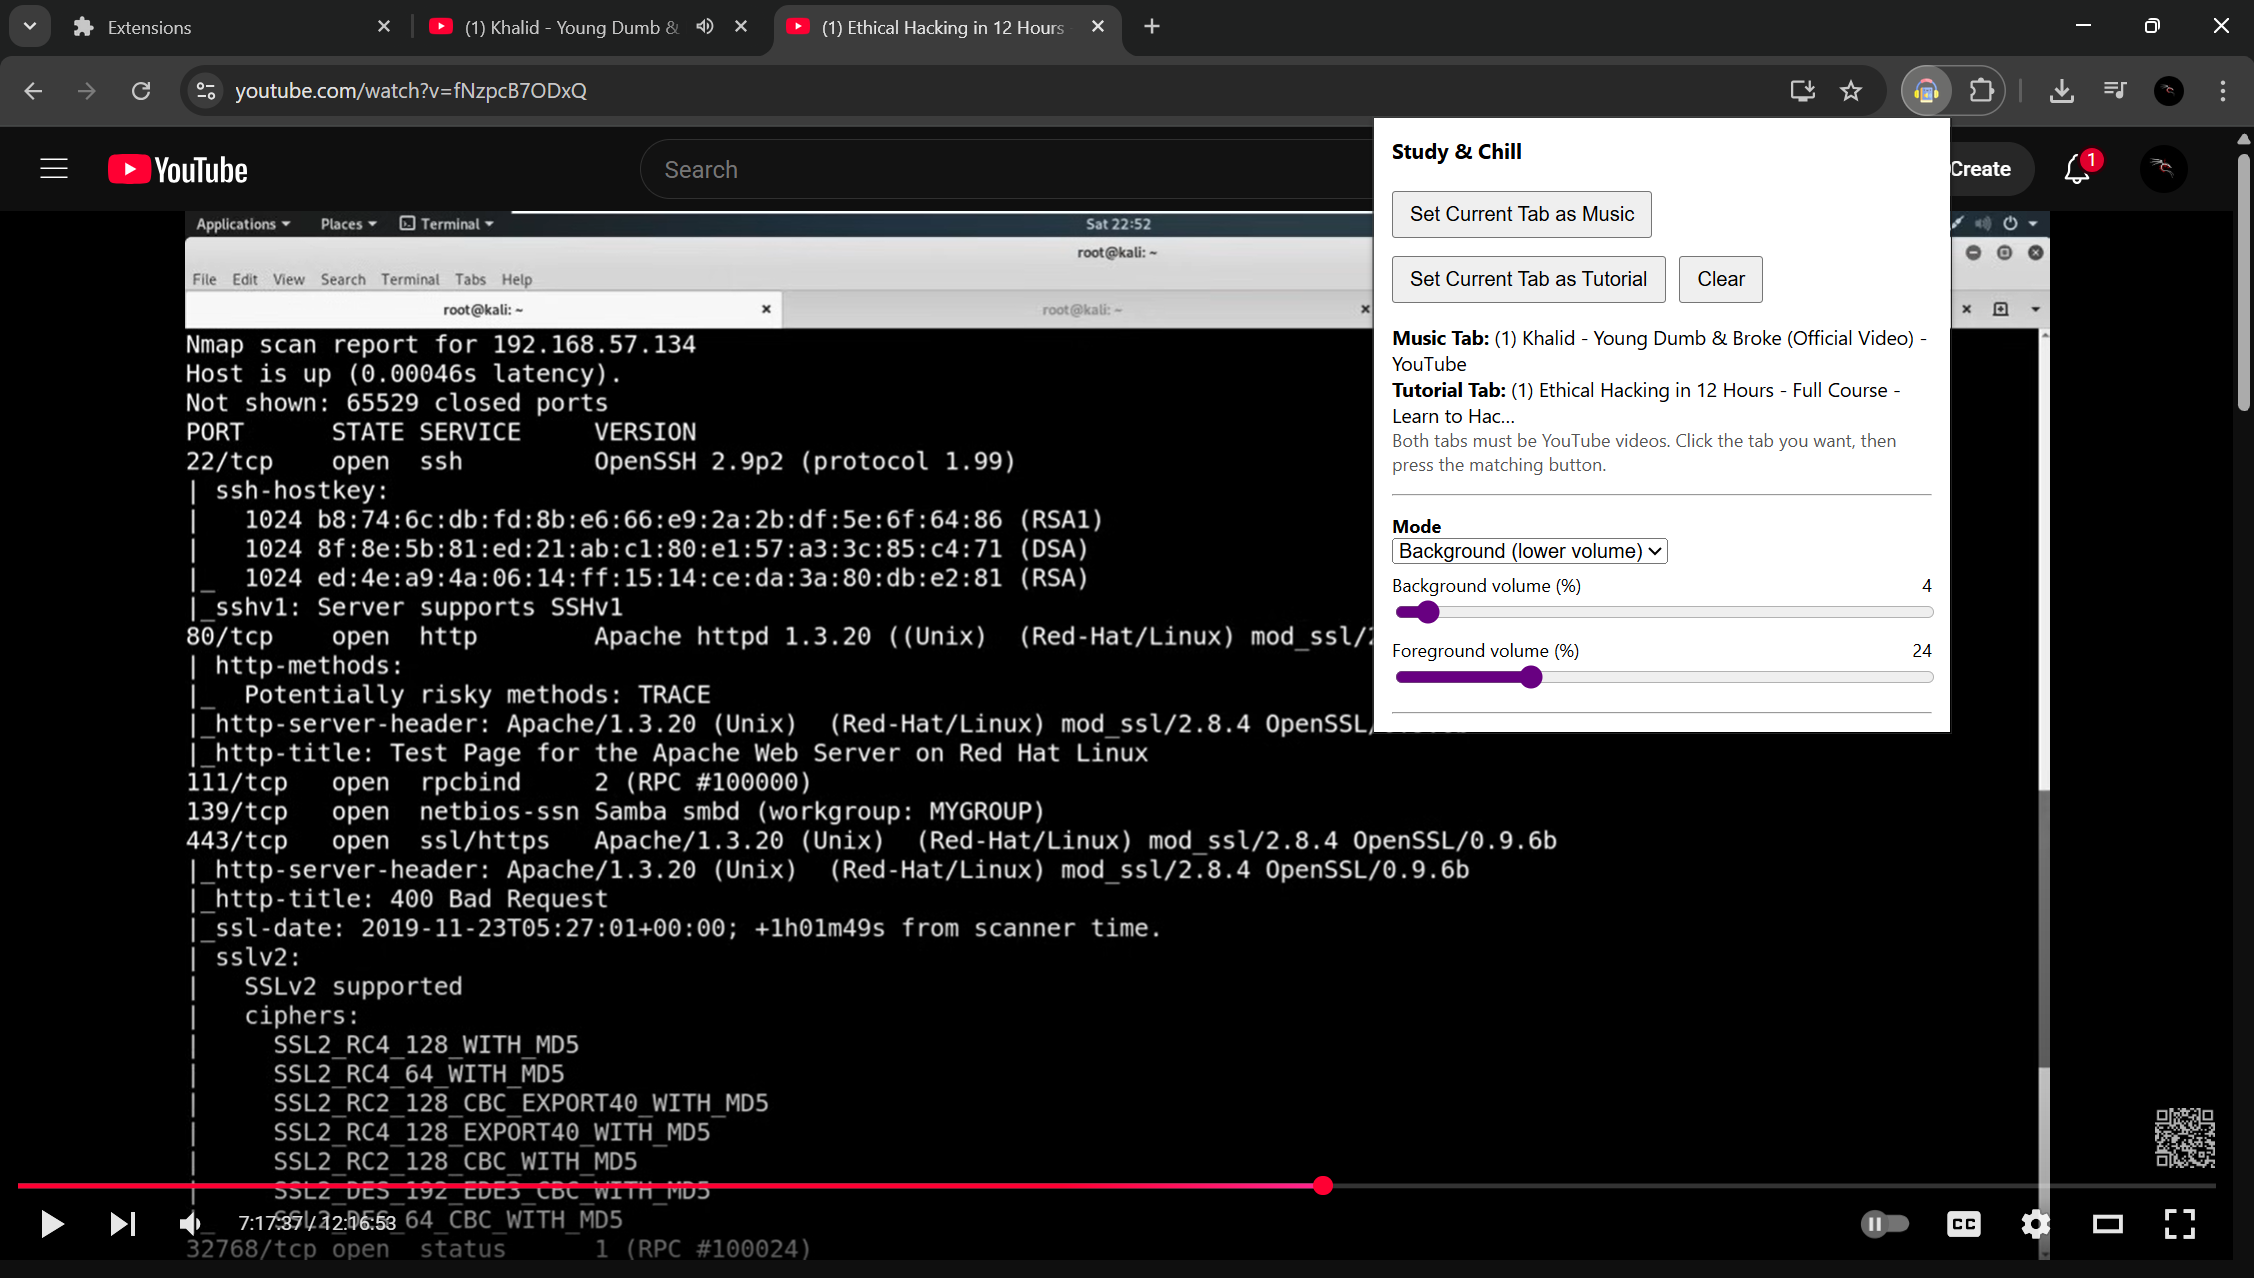 Extensions
(1) Khalid - Young Dumb &
(1) Ethical Hacking in 12 Hours
youtube.com/watch?v=fNzpcB7ODxQ
YouTube
Search
Create
1
Applications
Places
Terminal
Sat 22:52
root@kali: ~
File Edit View Search Terminal Tabs Help
root@kali: ~
root@kali: ~
Nmap scan report for 192.168.57.134
Host is up (0.00046s latency).
Not shown: 65529 closed ports
PORT STATE SERVICE VERSION
22/tcp open ssh OpenSSH 2.9p2 (protocol 1.99)
| ssh-hostkey:
| 1024 b8:74:6c:db:fd:8b:e6:66:e9:2a:2b:df:5e:6f:64:86 (RSA1)
| 1024 8f:8e:5b:81:ed:21:ab:c1:80:e1:57:a3:3c:85:c4:71 (DSA)
|_ 1024 ed:4e:a9:4a:06:14:ff:15:14:ce:da:3a:80:db:e2:81 (RSA)
|_sshv1: Server supports SSHv1
80/tcp open http Apache httpd 1.3.20 ((Unix) (Red-Hat/Linux) mod_ssl/2
| http-methods:
|_ Potentially risky methods: TRACE
|_http-server-header: Apache/1.3.20 (Unix) (Red-Hat/Linux) mod_ssl/2.8.4 OpenSSL/0.9.6b
|_http-title: Test Page for the Apache Web Server on Red Hat Linux
111/tcp open rpcbind 2 (RPC #100000)
139/tcp open netbios-ssn Samba smbd (workgroup: MYGROUP)
443/tcp open ssl/https Apache/1.3.20 (Unix) (Red-Hat/Linux) mod_ssl/2.8.4 OpenSSL/0.9.6b
|_http-server-header: Apache/1.3.20 (Unix) (Red-Hat/Linux) mod_ssl/2.8.4 OpenSSL/0.9.6b
|_http-title: 400 Bad Request
|_ssl-date: 2019-11-23T05:27:01+00:00; +1h01m49s from scanner time.
| sslv2:
| SSLv2 supported
| ciphers:
| SSL2_RC4_128_WITH_MD5
| SSL2_RC4_64_WITH_MD5
| SSL2_RC2_128_CBC_EXPORT40_WITH_MD5
| SSL2_RC4_128_EXPORT40_WITH_MD5
| SSL2_RC2_128_CBC_WITH_MD5
| SSL2_DES_192_EDE3_CBC_WITH_MD5
|_ SSL2_DES_64_CBC_WITH_MD5
32768/tcp open status 1 (RPC #100024)
7:17:37 / 12:16:53
CC
Study & Chill
Set Current Tab as Music
Set Current Tab as Tutorial
Clear
Music Tab: (1) Khalid - Young Dumb & Broke (Official Video) -
YouTube
Tutorial Tab: (1) Ethical Hacking in 12 Hours - Full Course -
Learn to Hac...
Both tabs must be YouTube videos. Click the tab you want, then
press the matching button.
Mode
Background (lower volume)
Background volume (%) 4
Foreground volume (%) 24